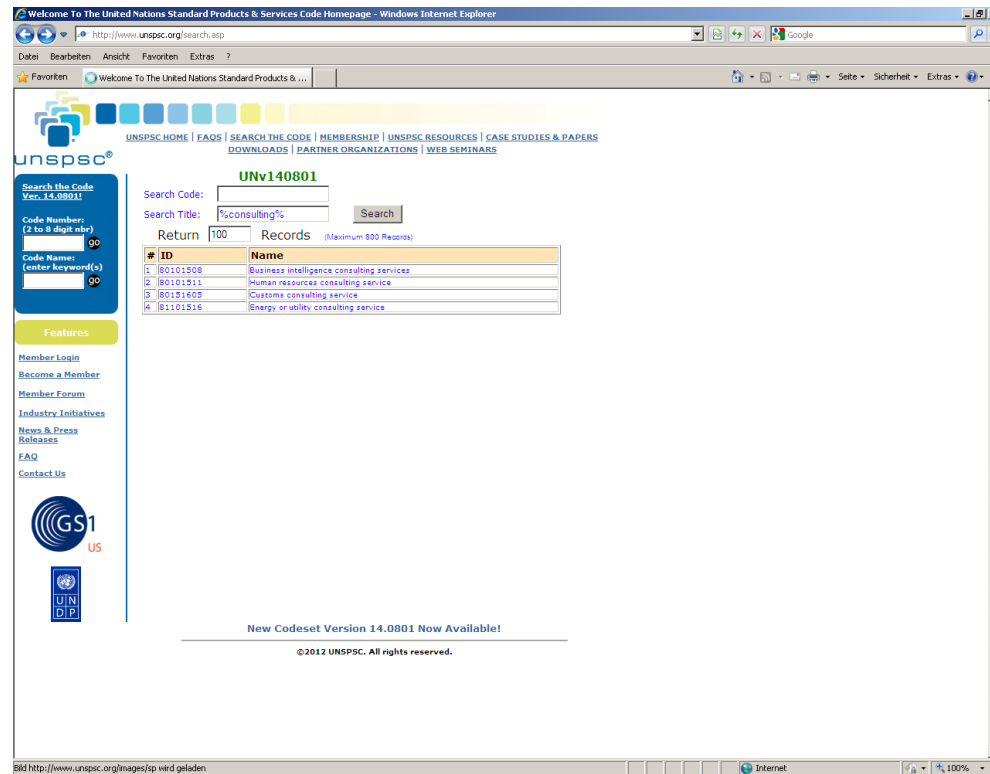 Welcome To The United Nations Standard Products & Services Code Homepage - Windows Internet Explorer
http://www.unspsc.org/search.asp
Google
Datei Bearbeiten Ansicht Favoriten Extras ?
Favoriten Welcome To The United Nations Standard Products & ... Seite Sicherheit Extras
UNSPSC HOME | FAQS | SEARCH THE CODE | MEMBERSHIP | UNSPSC RESOURCES | CASE STUDIES & PAPERS
DOWNLOADS | PARTNER ORGANIZATIONS | WEB SEMINARS
unspsc®
Search the Code
Ver. 14.0801!
Code Number:
(2 to 8 digit nbr)
go
Code Name:
(enter keyword(s)
go
Features
Member Login
Become a Member
Member Forum
Industry Initiatives
News & Press
Releases
FAQ
Contact Us
GS1
US
UN
DP
UNv140801
Search Code:
Search Title: %consulting% Search
Return 100 Records (Maximum 800 Records)
# ID Name
1 80101508 Business intelligence consulting services
2 80101511 Human resources consulting service
3 80151605 Customs consulting service
4 81101516 Energy or utility consulting service
New Codeset Version 14.0801 Now Available!
©2012 UNSPSC. All rights reserved.
Bild http://www.unspsc.org/images/sp wird geladen
Internet
100%